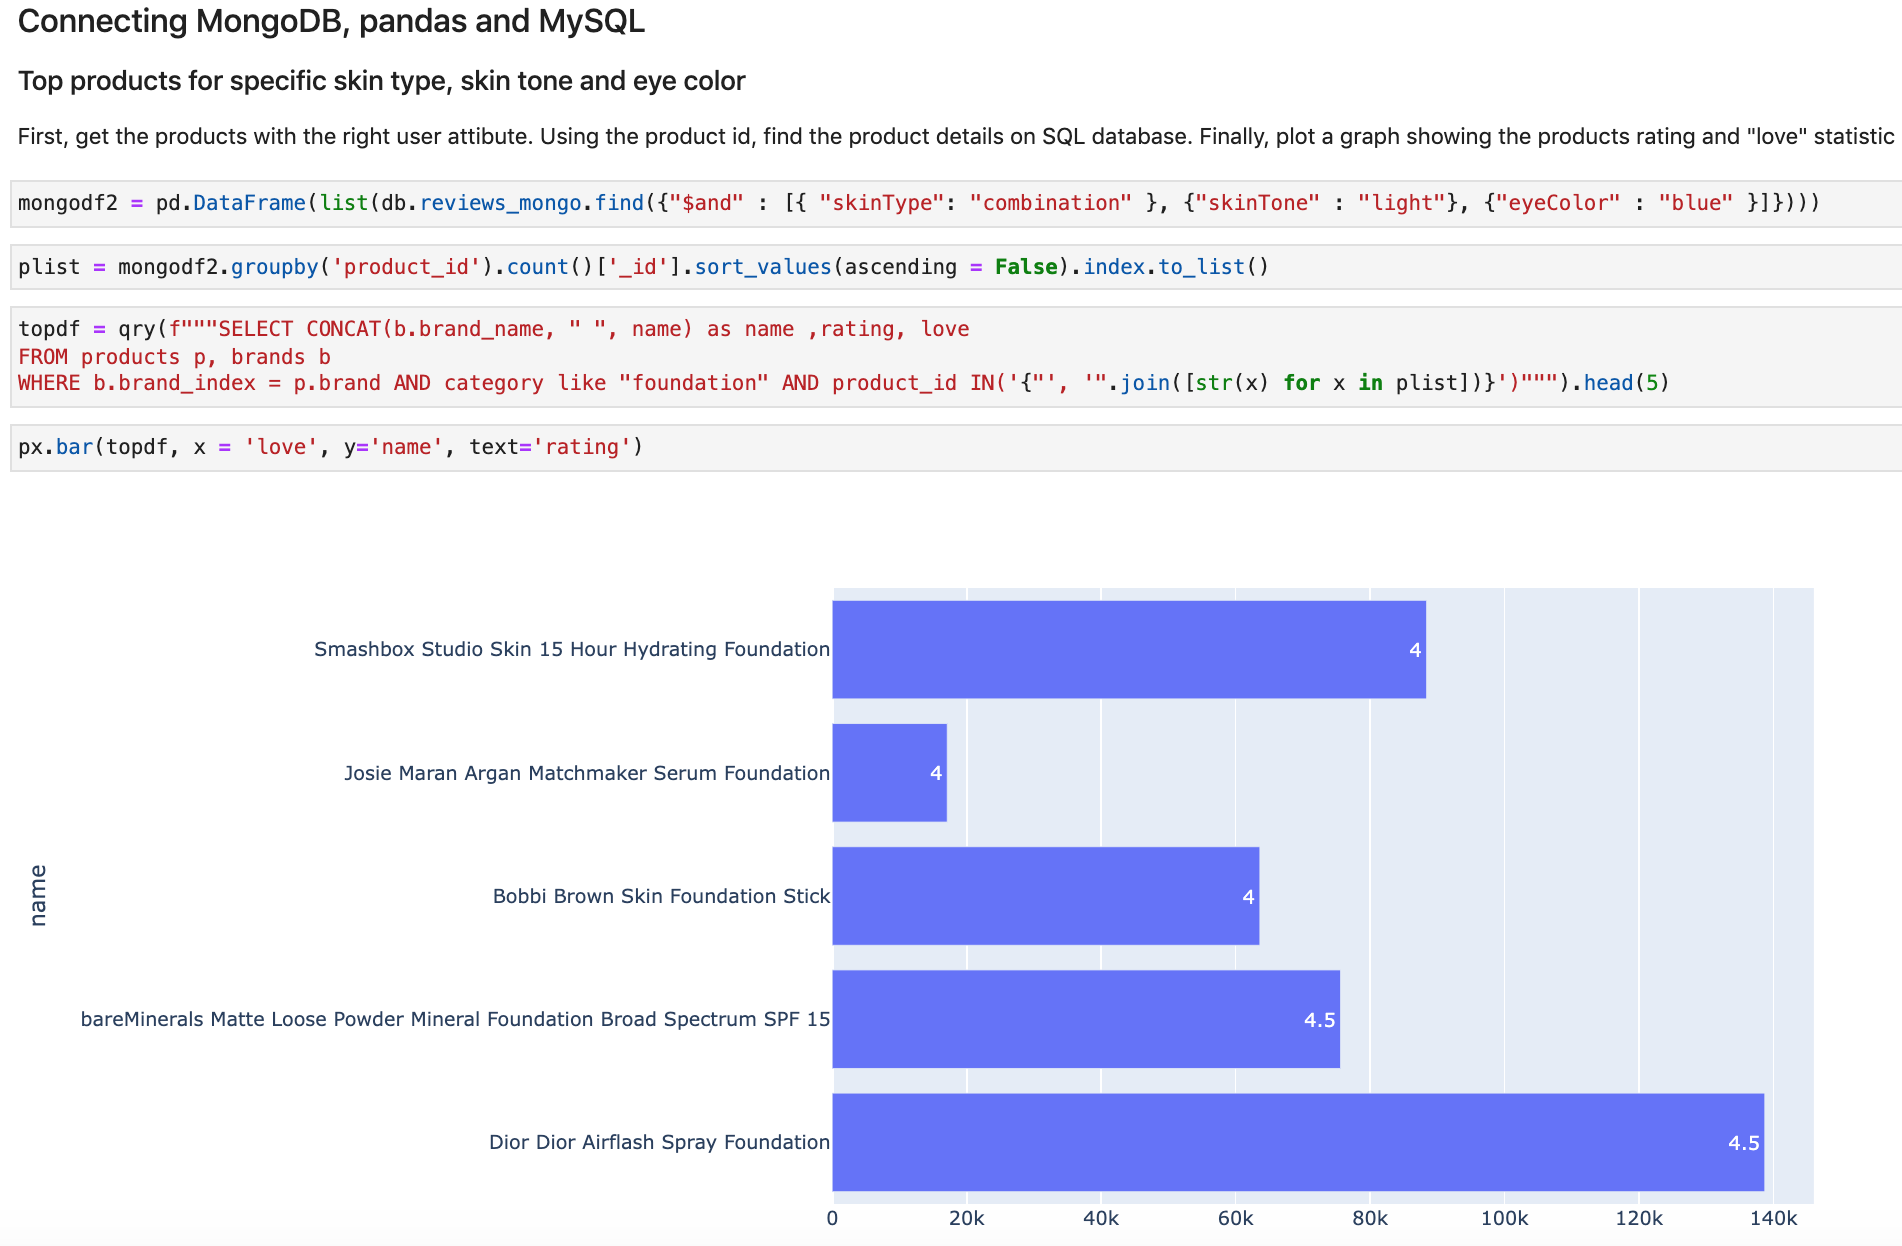 Connecting MongoDB, pandas and MySQL
Top products for specific skin type, skin tone and eye color
First, get the products with the right user attibute. Using the product id, find the product details on SQL database. Finally, plot a graph showing the products rating and "love" statistic
mongodf2 = pd.DataFrame(list(db.reviews_mongo.find({"$and" : [{ "skinType": "combination" }, {"skinTone" : "light"}, {"eyeColor" : "blue" }]})))
plist = mongodf2.groupby('product_id').count()['_id'].sort_values(ascending = False).index.to_list()
topdf = qry(f"""SELECT CONCAT(b.brand_name, " ", name) as name ,rating, love
FROM products p, brands b
WHERE b.brand_index = p.brand AND category like "foundation" AND product_id IN('{"', '".join([str(x) for x in plist])}')""").head(5)
px.bar(topdf, x = 'love', y='name', text='rating')
Smashbox Studio Skin 15 Hour Hydrating Foundation 4
Josie Maran Argan Matchmaker Serum Foundation 4
Bobbi Brown Skin Foundation Stick 4
name
bareMinerals Matte Loose Powder Mineral Foundation Broad Spectrum SPF 15 4.5
Dior Dior Airflash Spray Foundation 4.5
0 20k 40k 60k 80k 100k 120k 140k